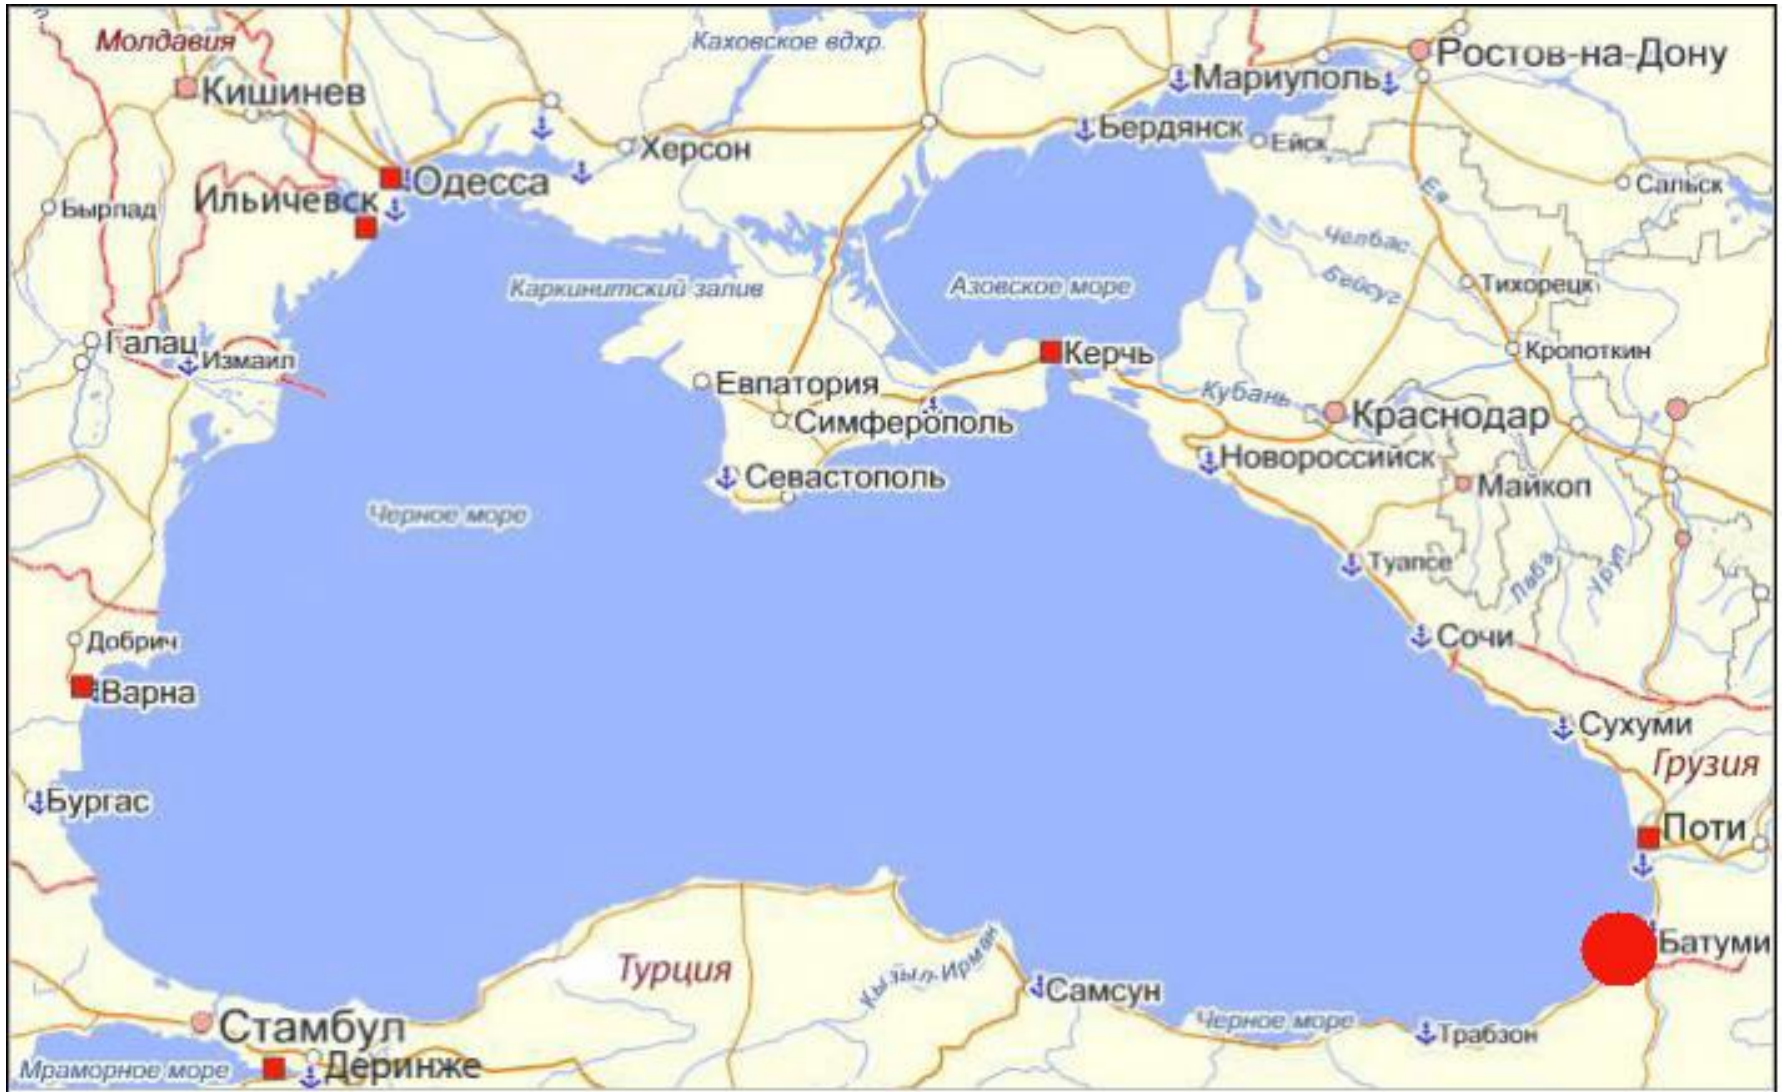 Молдавия
Каховское вдхр.
Ростов-на-Дону
Кишинев
Мариуполь
Бердянск
Ейск
Херсон
Одесса
Ильичевск
Бырлад
Ея
Сальск
Челбас
Бейсуг
Каркинитский залив
Азовское море
Тихорецк
Галац
Измаил
Керчь
Кропоткин
Евпатория
Кубань
Симферополь
Краснодар
Новороссийск
Севастополь
Майкоп
Черное море
Туапсе
Лаба
Уруп
Добрич
Сочи
Варна
Сухуми
Грузия
Бургас
Поти
Батуми
Турция
Кызыл-Ирман
Самсун
Стамбул
Черное море
Трабзон
Мраморное море
Деринже